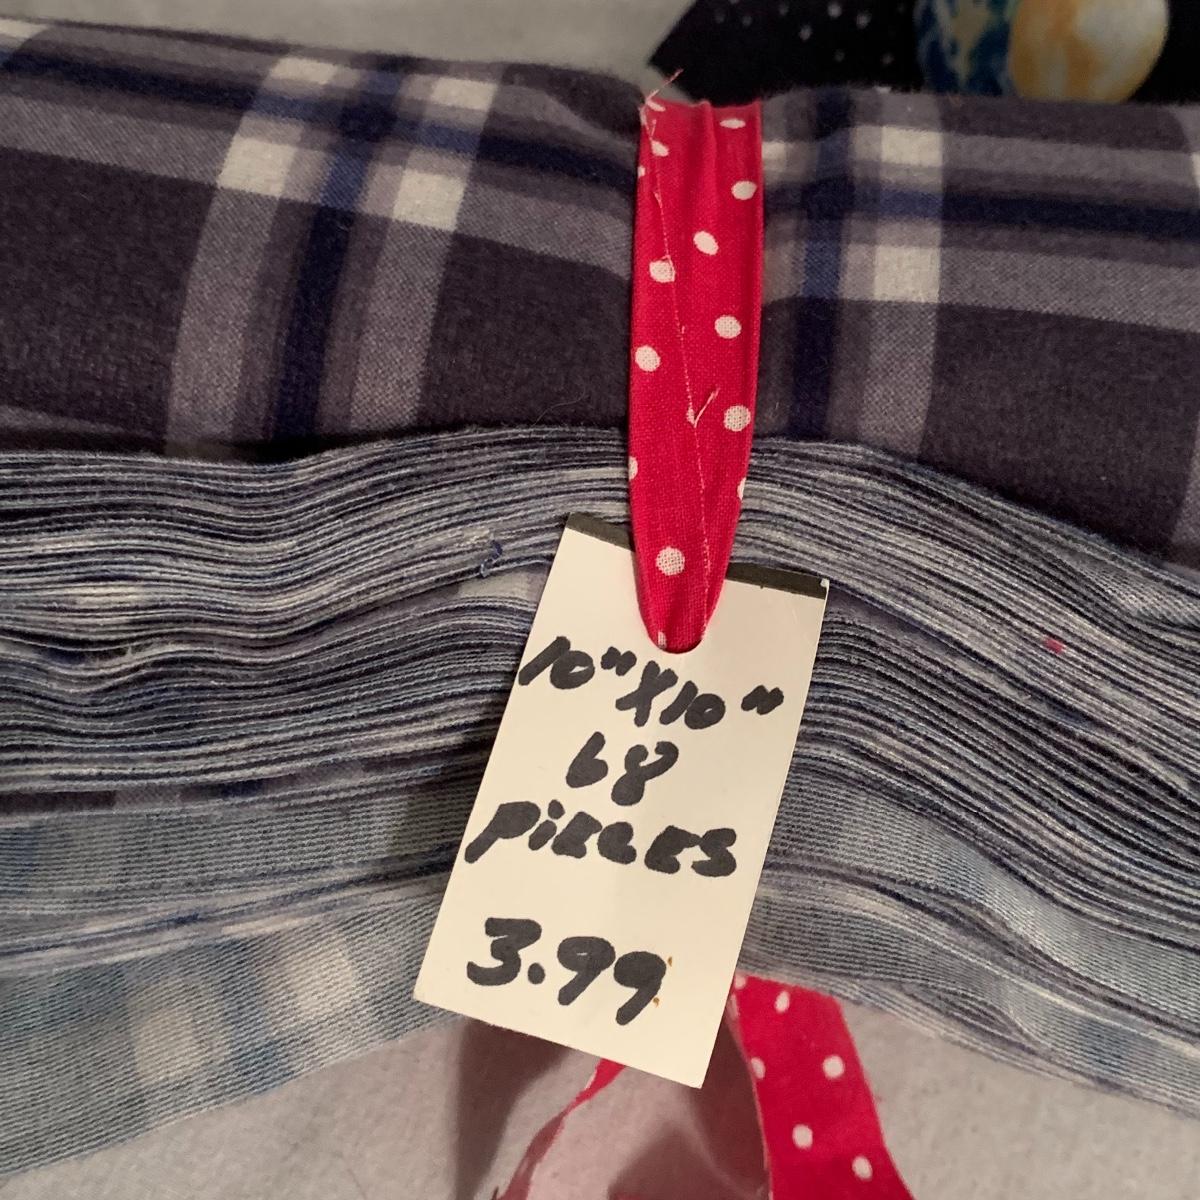 10"X10"
68
PiECES
3.99